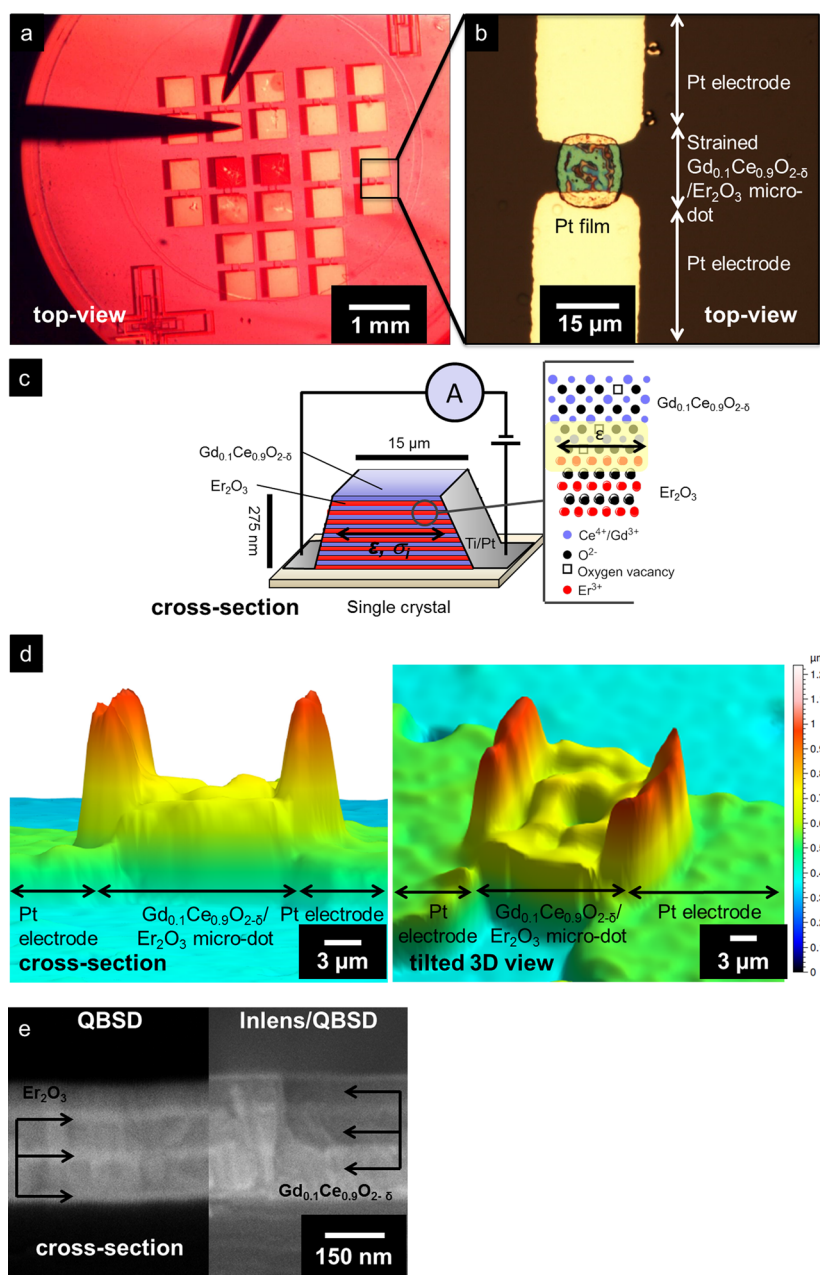 a
top-view
1 mm
b
Pt electrode
Strained
Gd0.1Ce0.9O2-δ
/Er2O3 micro-
dot
Pt film
Pt electrode
15 µm
top-view
c
A
15 µm
Gd0.1Ce0.9O2-δ
Er2O3
275 nm
ε, σi
Ti/Pt
cross-section
Single crystal
Gd0.1Ce0.9O2-δ
ε
Er2O3
Ce4+/Gd3+
O2-
Oxygen vacancy
Er3+
d
Pt
electrode
Gd0.1Ce0.9O2-δ/
Er2O3 micro-dot
Pt electrode
cross-section
3 µm
Pt
electrode
Gd0.1Ce0.9O2-δ/
Er2O3 micro-dot
Pt electrode
tilted 3D view
3 µm
1
0
e
QBSD
Inlens/QBSD
Er2O3
Gd0.1Ce0.9O2-δ
cross-section
150 nm